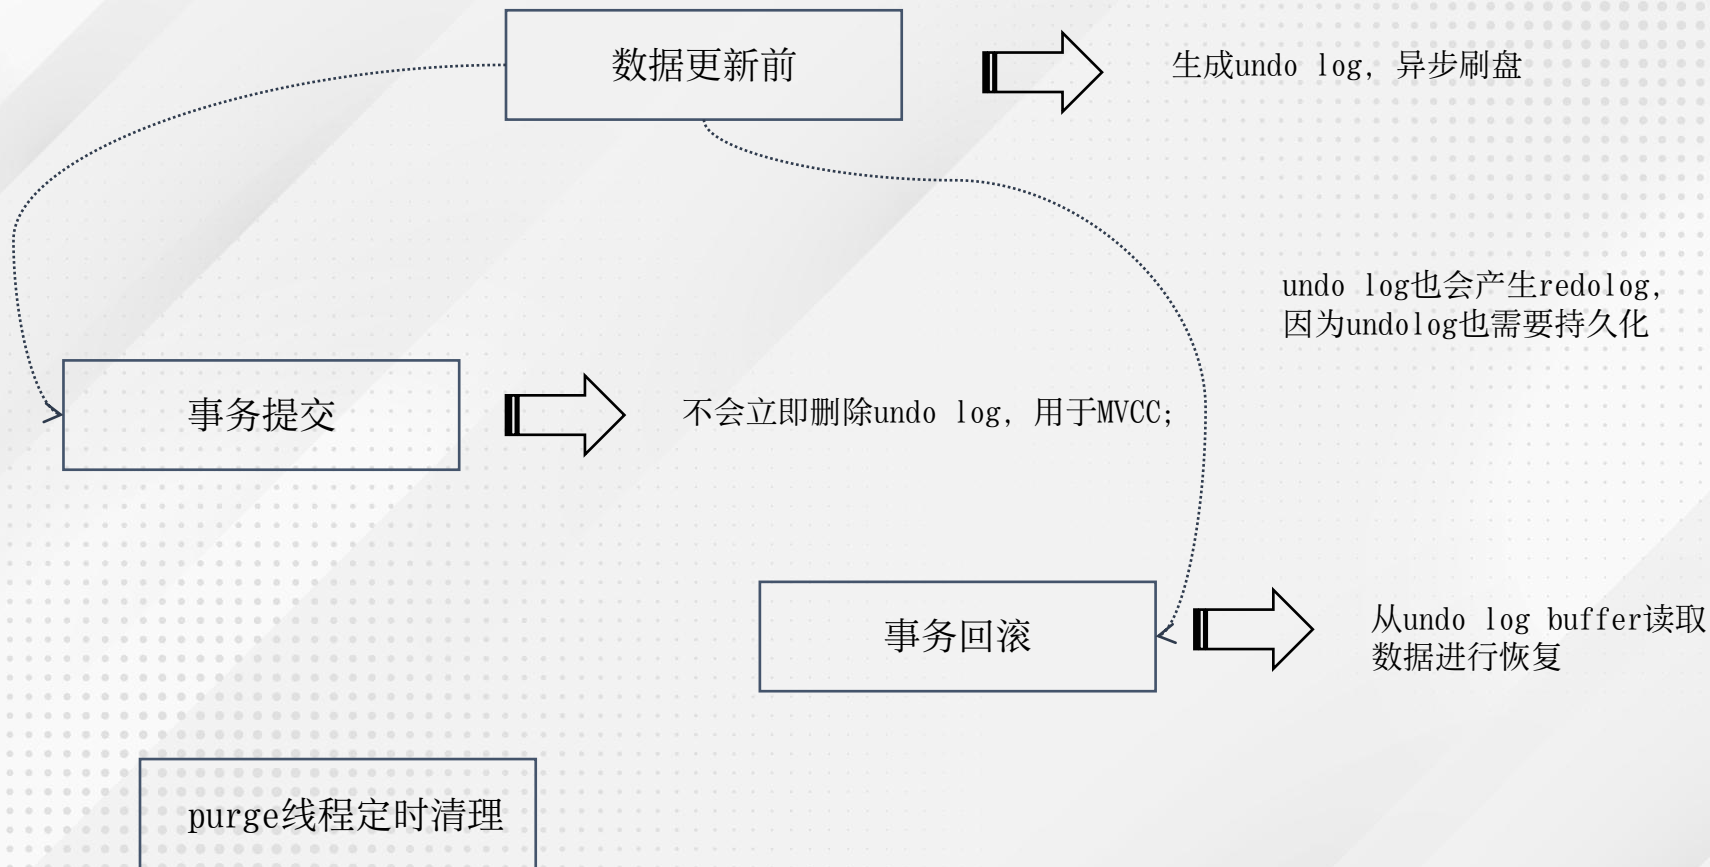 数据更新前
生成undo log，异步刷盘
undo log也会产生redolog，
因为undolog也需要持久化
事务提交
不会立即删除undo log，用于MVCC；
事务回滚
从undo log buffer读取
数据进行恢复
purge线程定时清理